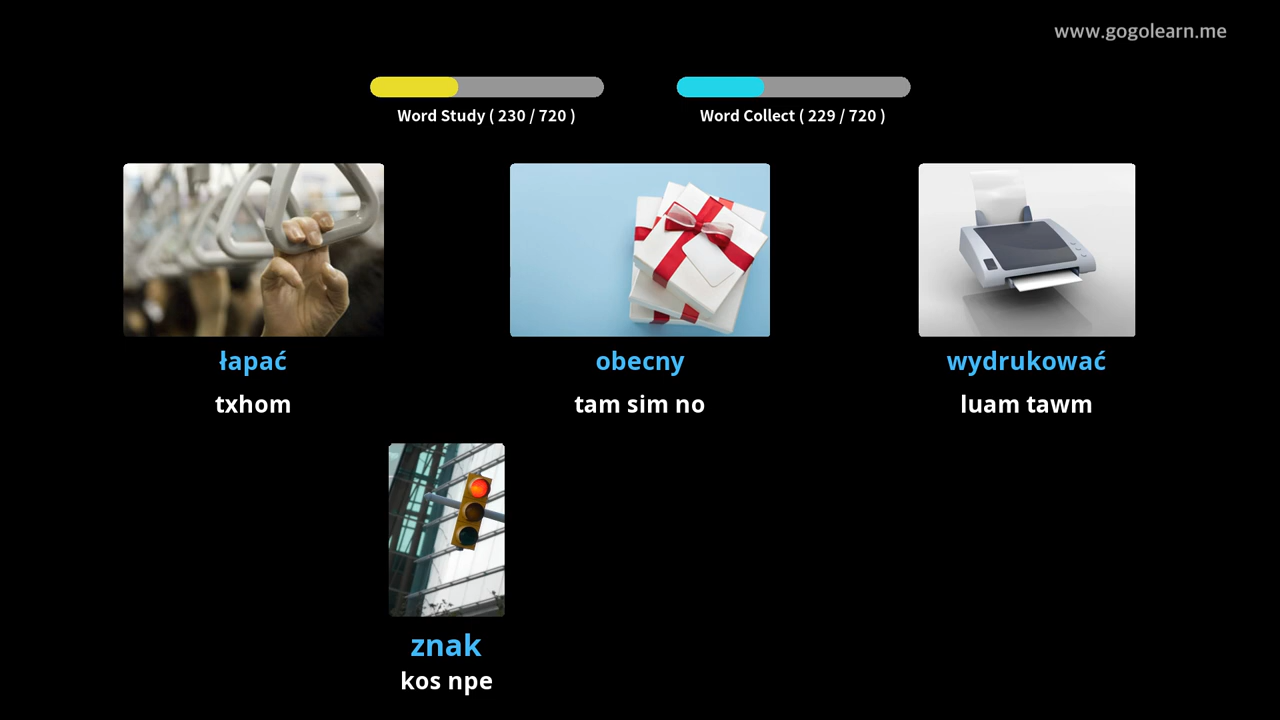 www.gogolearn.me
Word Study ( 230 / 720 )
Word Collect ( 229 / 720 )
łapać
txhom
obecny
tam sim no
wydrukować
luam tawm
znak
kos npe